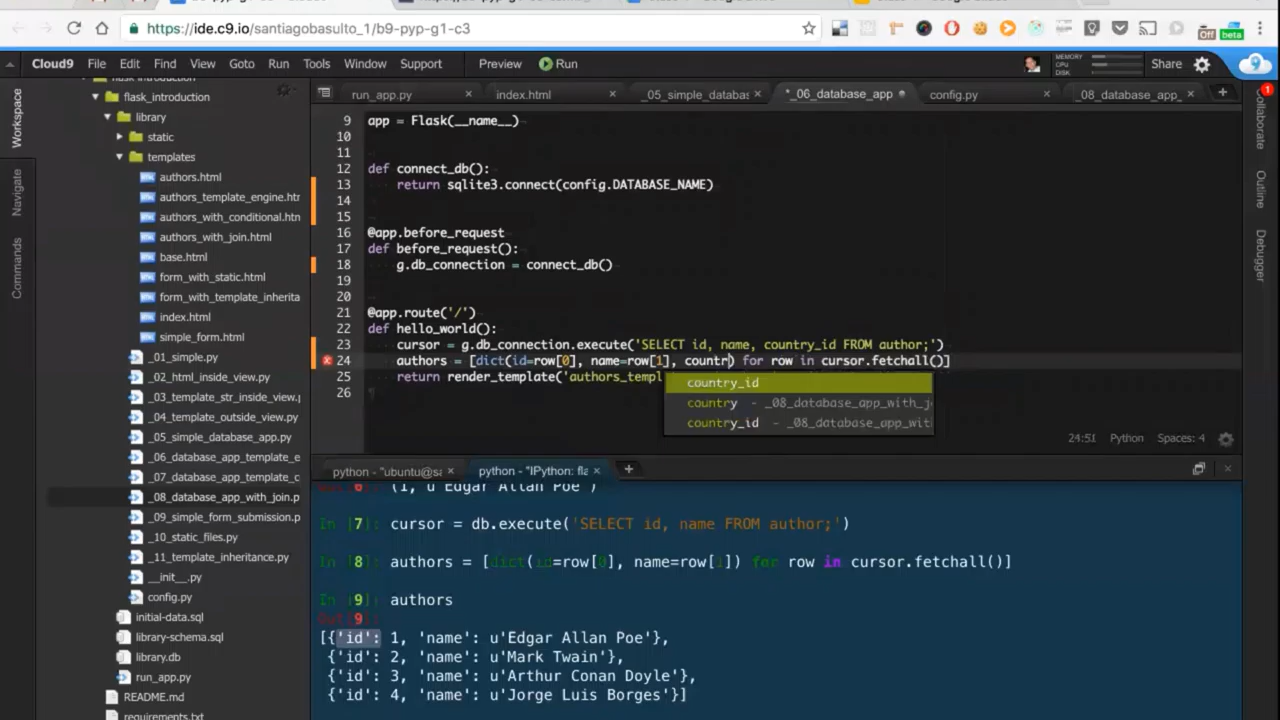 https://ide.c9.io/santiagobasulto_1/b9-pyp-g1-c3
Off beta
Cloud9 File Edit Find View Goto Run Tools Window Support Preview Run MEMORY CPU DISK Share
Workspace
Navigate
Commands
flask_introduction
library
static
templates
authors.html
authors_template_engine.htr
authors_with_conditional.htn
authors_with_join.html
base.html
form_with_static.html
form_with_template_inherita
index.html
simple_form.html
_01_simple.py
_02_html_inside_view.py
_03_template_str_inside_view.
_04_template_outside_view.py
_05_simple_database_app.py
_06_database_app_template_e
_07_database_app_template_c
_08_database_app_with_join.p
_09_simple_form_submission.p
_10_static_files.py
_11_template_inheritance.py
__init__.py
config.py
initial-data.sql
library-schema.sql
library.db
run_app.py
README.md
requirements.txt
run_app.py × index.html × _05_simple_databas × *_06_database_app config.py × _08_database_app_ × +
9 app = Flask(__name__)
10
11
12 def connect_db():
13 return sqlite3.connect(config.DATABASE_NAME)
14
15
16 @app.before_request
17 def before_request():
18 g.db_connection = connect_db()
19
20
21 @app.route('/')
22 def hello_world():
23 cursor = g.db_connection.execute('SELECT id, name, country_id FROM author;')
24 authors = [dict(id=row[0], name=row[1], countr) for row in cursor.fetchall()]
25 return render_template('authors_templ
26
country_id
country - _08_database_app_with_j
country_id - _08_database_app_wit
24:51 Python Spaces: 4
python - "ubuntu@sa × python - "IPython: fla × +
(1, u'Edgar Allan Poe')
In [7]: cursor = db.execute('SELECT id, name FROM author;')
In [8]: authors = [dict(id=row[0], name=row[1]) for row in cursor.fetchall()]
In [9]: authors
[{'id': 1, 'name': u'Edgar Allan Poe'},
{'id': 2, 'name': u'Mark Twain'},
{'id': 3, 'name': u'Arthur Conan Doyle'},
{'id': 4, 'name': u'Jorge Luis Borges'}]
1
Collaborate
Outline
Debugger